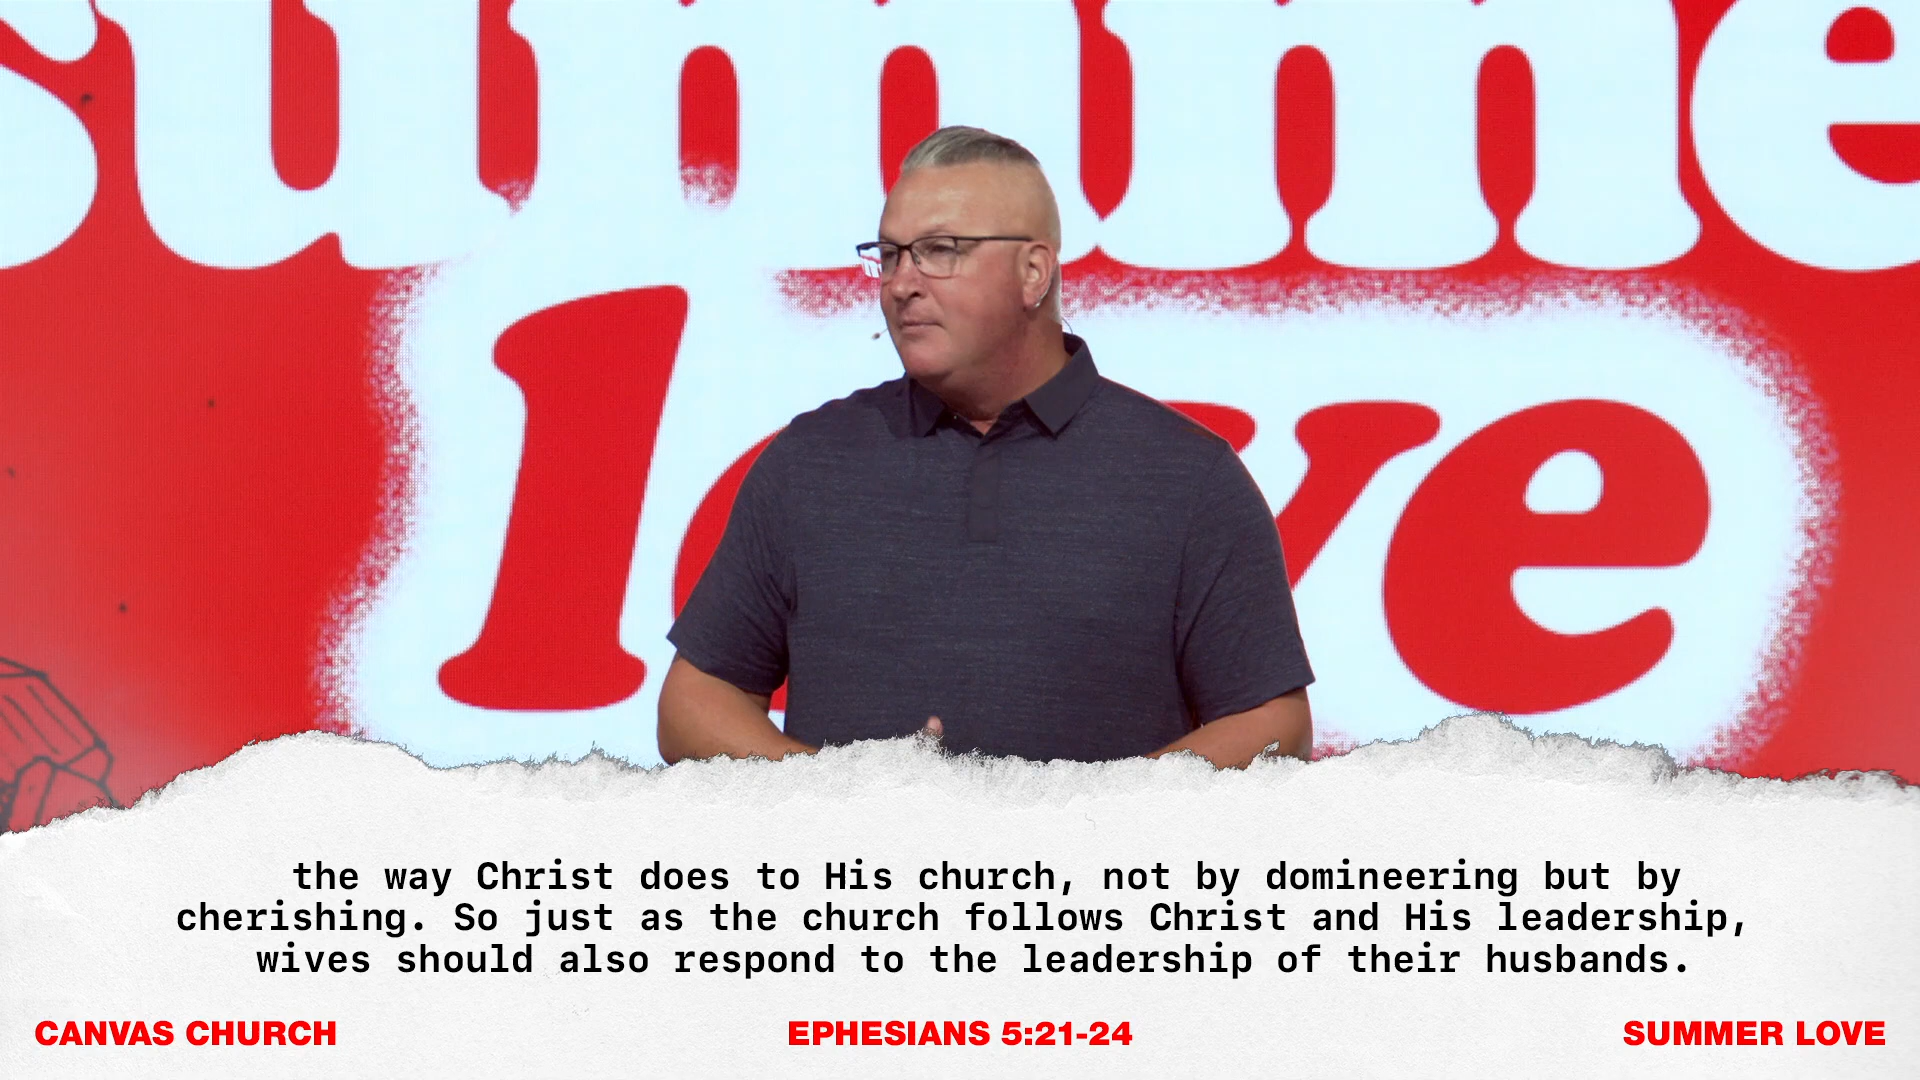 summe
love
the way Christ does to His church, not by domineering but by
cherishing. So just as the church follows Christ and His leadership,
wives should also respond to the leadership of their husbands.
CANVAS CHURCH
EPHESIANS 5:21-24
SUMMER LOVE